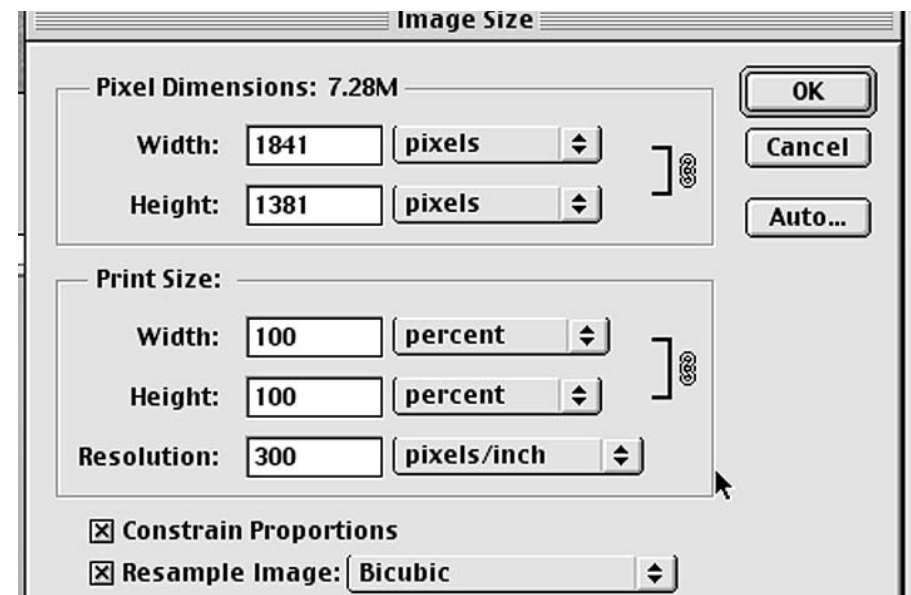 Image Size
Pixel Dimensions: 7.28M
OK
Width: 1841 pixels
Cancel
Height: 1381 pixels
Auto...
Print Size:
Width: 100 percent
Height: 100 percent
Resolution: 300 pixels/inch
Constrain Proportions
Resample Image: Bicubic